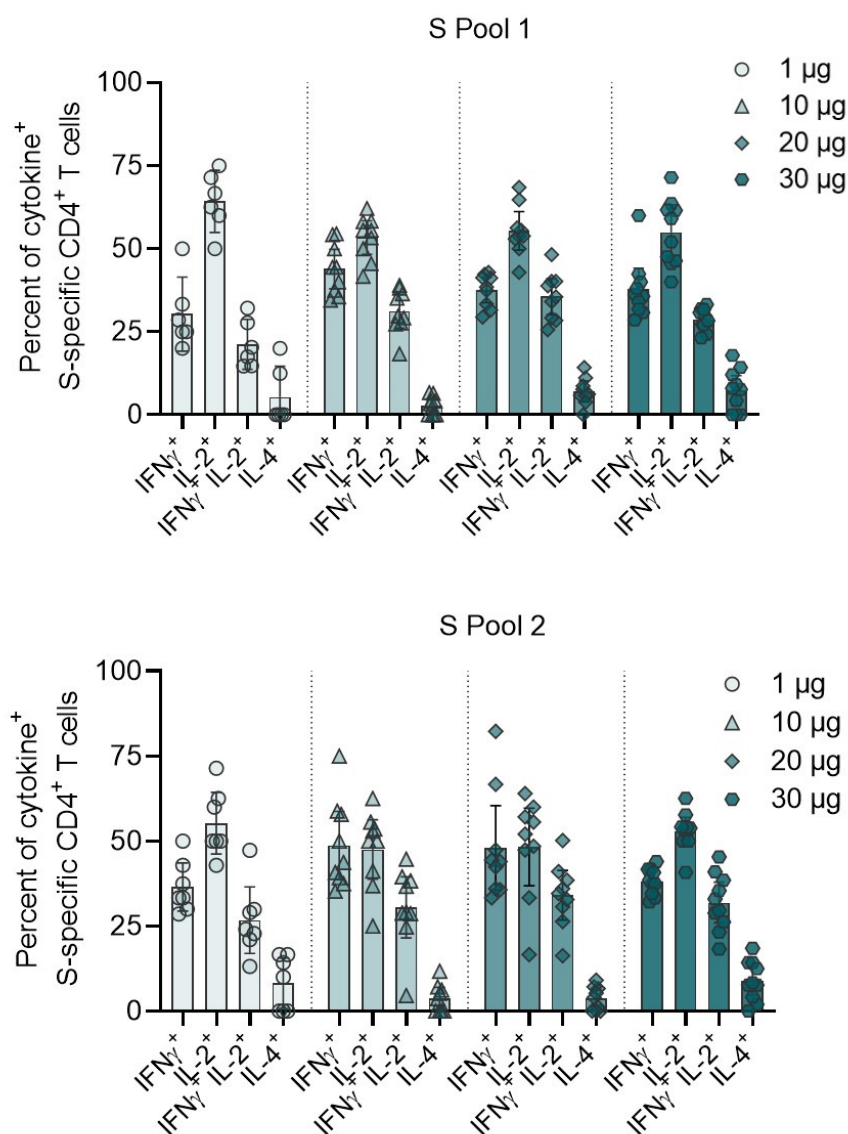 S Pool 1
Percent of cytokine⁺
S-specific CD4⁺ T cells
100
75
50
25
0
1 µg
10 µg
20 µg
30 µg
IFNγ⁺
IL-2⁺
IFNγ⁺ IL-2⁺
IL-4⁺
IFNγ⁺
IL-2⁺
IFNγ⁺ IL-2⁺
IL-4⁺
IFNγ⁺
IL-2⁺
IFNγ⁺ IL-2⁺
IL-4⁺
IFNγ⁺
IL-2⁺
IFNγ⁺ IL-2⁺
IL-4⁺
S Pool 2
Percent of cytokine⁺
S-specific CD4⁺ T cells
100
75
50
25
0
1 µg
10 µg
20 µg
30 µg
IFNγ⁺
IL-2⁺
IFNγ⁺ IL-2⁺
IL-4⁺
IFNγ⁺
IL-2⁺
IFNγ⁺ IL-2⁺
IL-4⁺
IFNγ⁺
IL-2⁺
IFNγ⁺ IL-2⁺
IL-4⁺
IFNγ⁺
IL-2⁺
IFNγ⁺ IL-2⁺
IL-4⁺